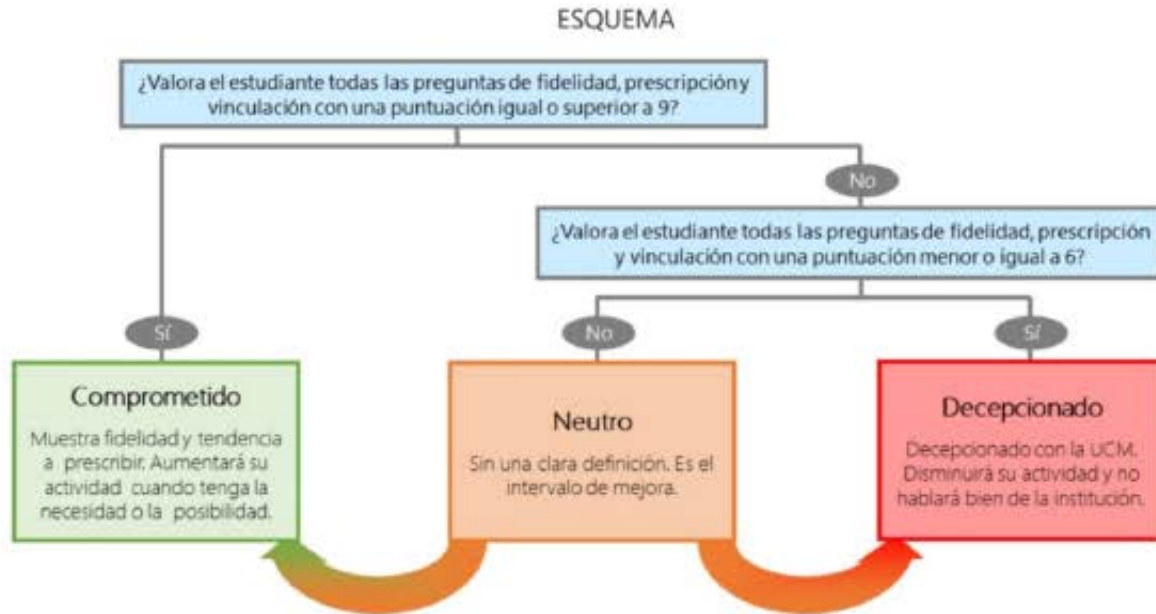 ESQUEMA
¿Valora el estudiante todas las preguntas de fidelidad, prescripción y
vinculación con una puntuación igual o superior a 9?
No
¿Valora el estudiante todas las preguntas de fidelidad, prescripción
y vinculación con una puntuación menor o igual a 6?
Sí
No
Sí
Comprometido
Muestra fidelidad y tendencia
a prescribir. Aumentará su
actividad cuando tenga la
necesidad o la posibilidad.
Neutro
Sin una clara definición. Es el
intervalo de mejora.
Decepcionado
Decepcionado con la UCM.
Disminuirá su actividad y no
hablará bien de la institución.